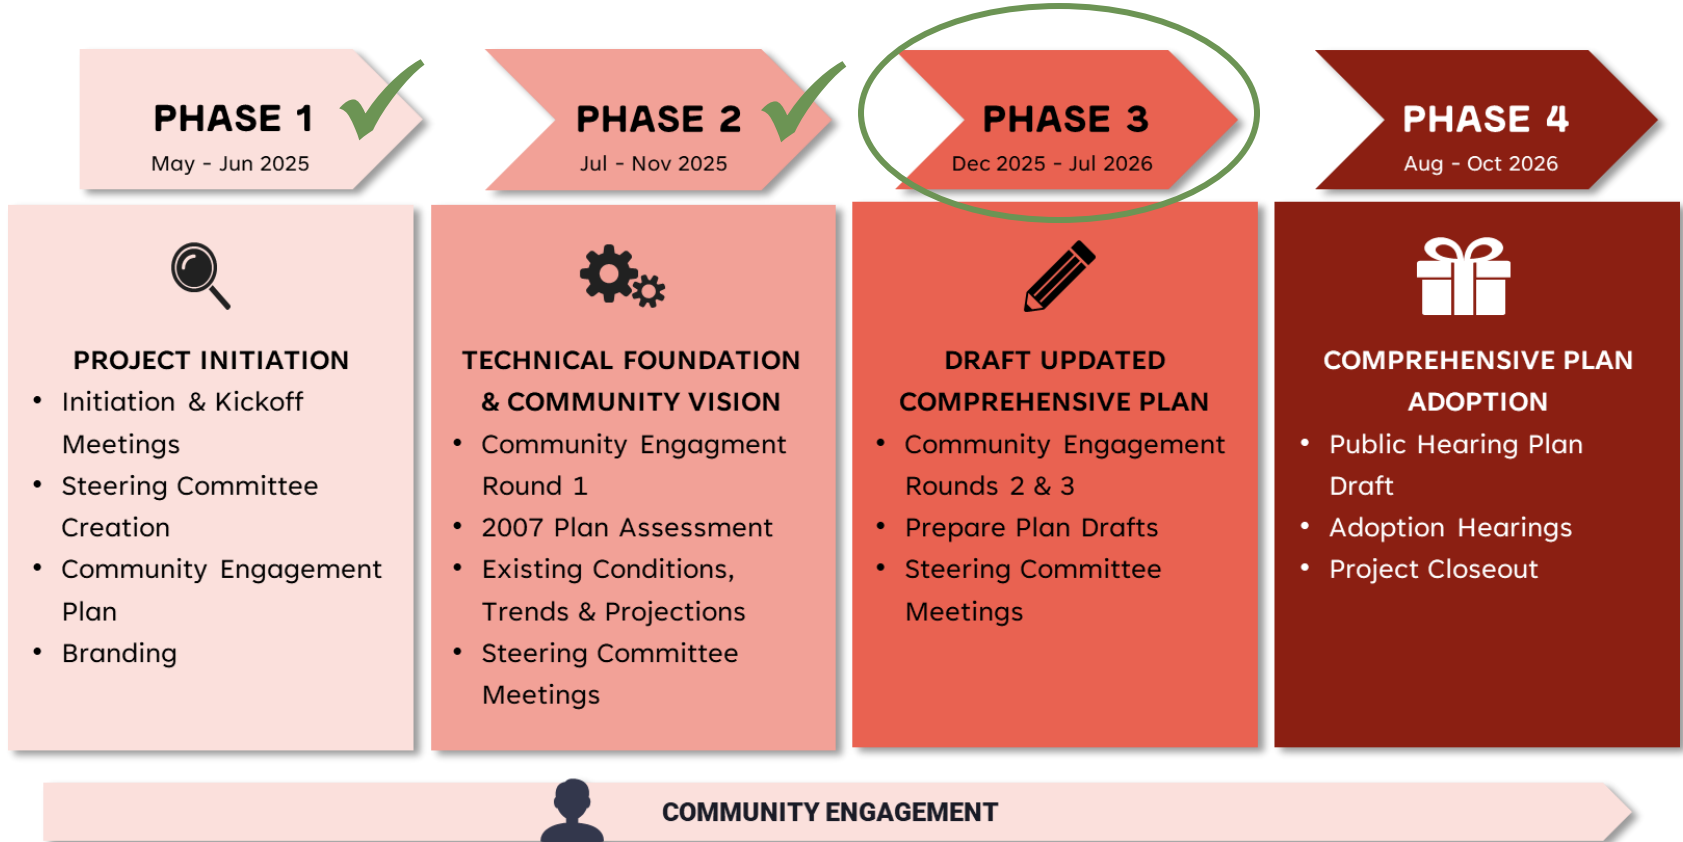 PHASE 1
May - Jun 2025
PHASE 2
Jul - Nov 2025
PHASE 3
Dec 2025 - Jul 2026
PHASE 4
Aug - Oct 2026
PROJECT INITIATION
• Initiation & Kickoff
Meetings
• Steering Committee
Creation
• Community Engagement
Plan
• Branding
TECHNICAL FOUNDATION
& COMMUNITY VISION
• Community Engagment
Round 1
• 2007 Plan Assessment
• Existing Conditions,
Trends & Projections
• Steering Committee
Meetings
DRAFT UPDATED
COMPREHENSIVE PLAN
• Community Engagement
Rounds 2 & 3
• Prepare Plan Drafts
• Steering Committee
Meetings
COMPREHENSIVE PLAN
ADOPTION
• Public Hearing Plan
Draft
• Adoption Hearings
• Project Closeout
COMMUNITY ENGAGEMENT